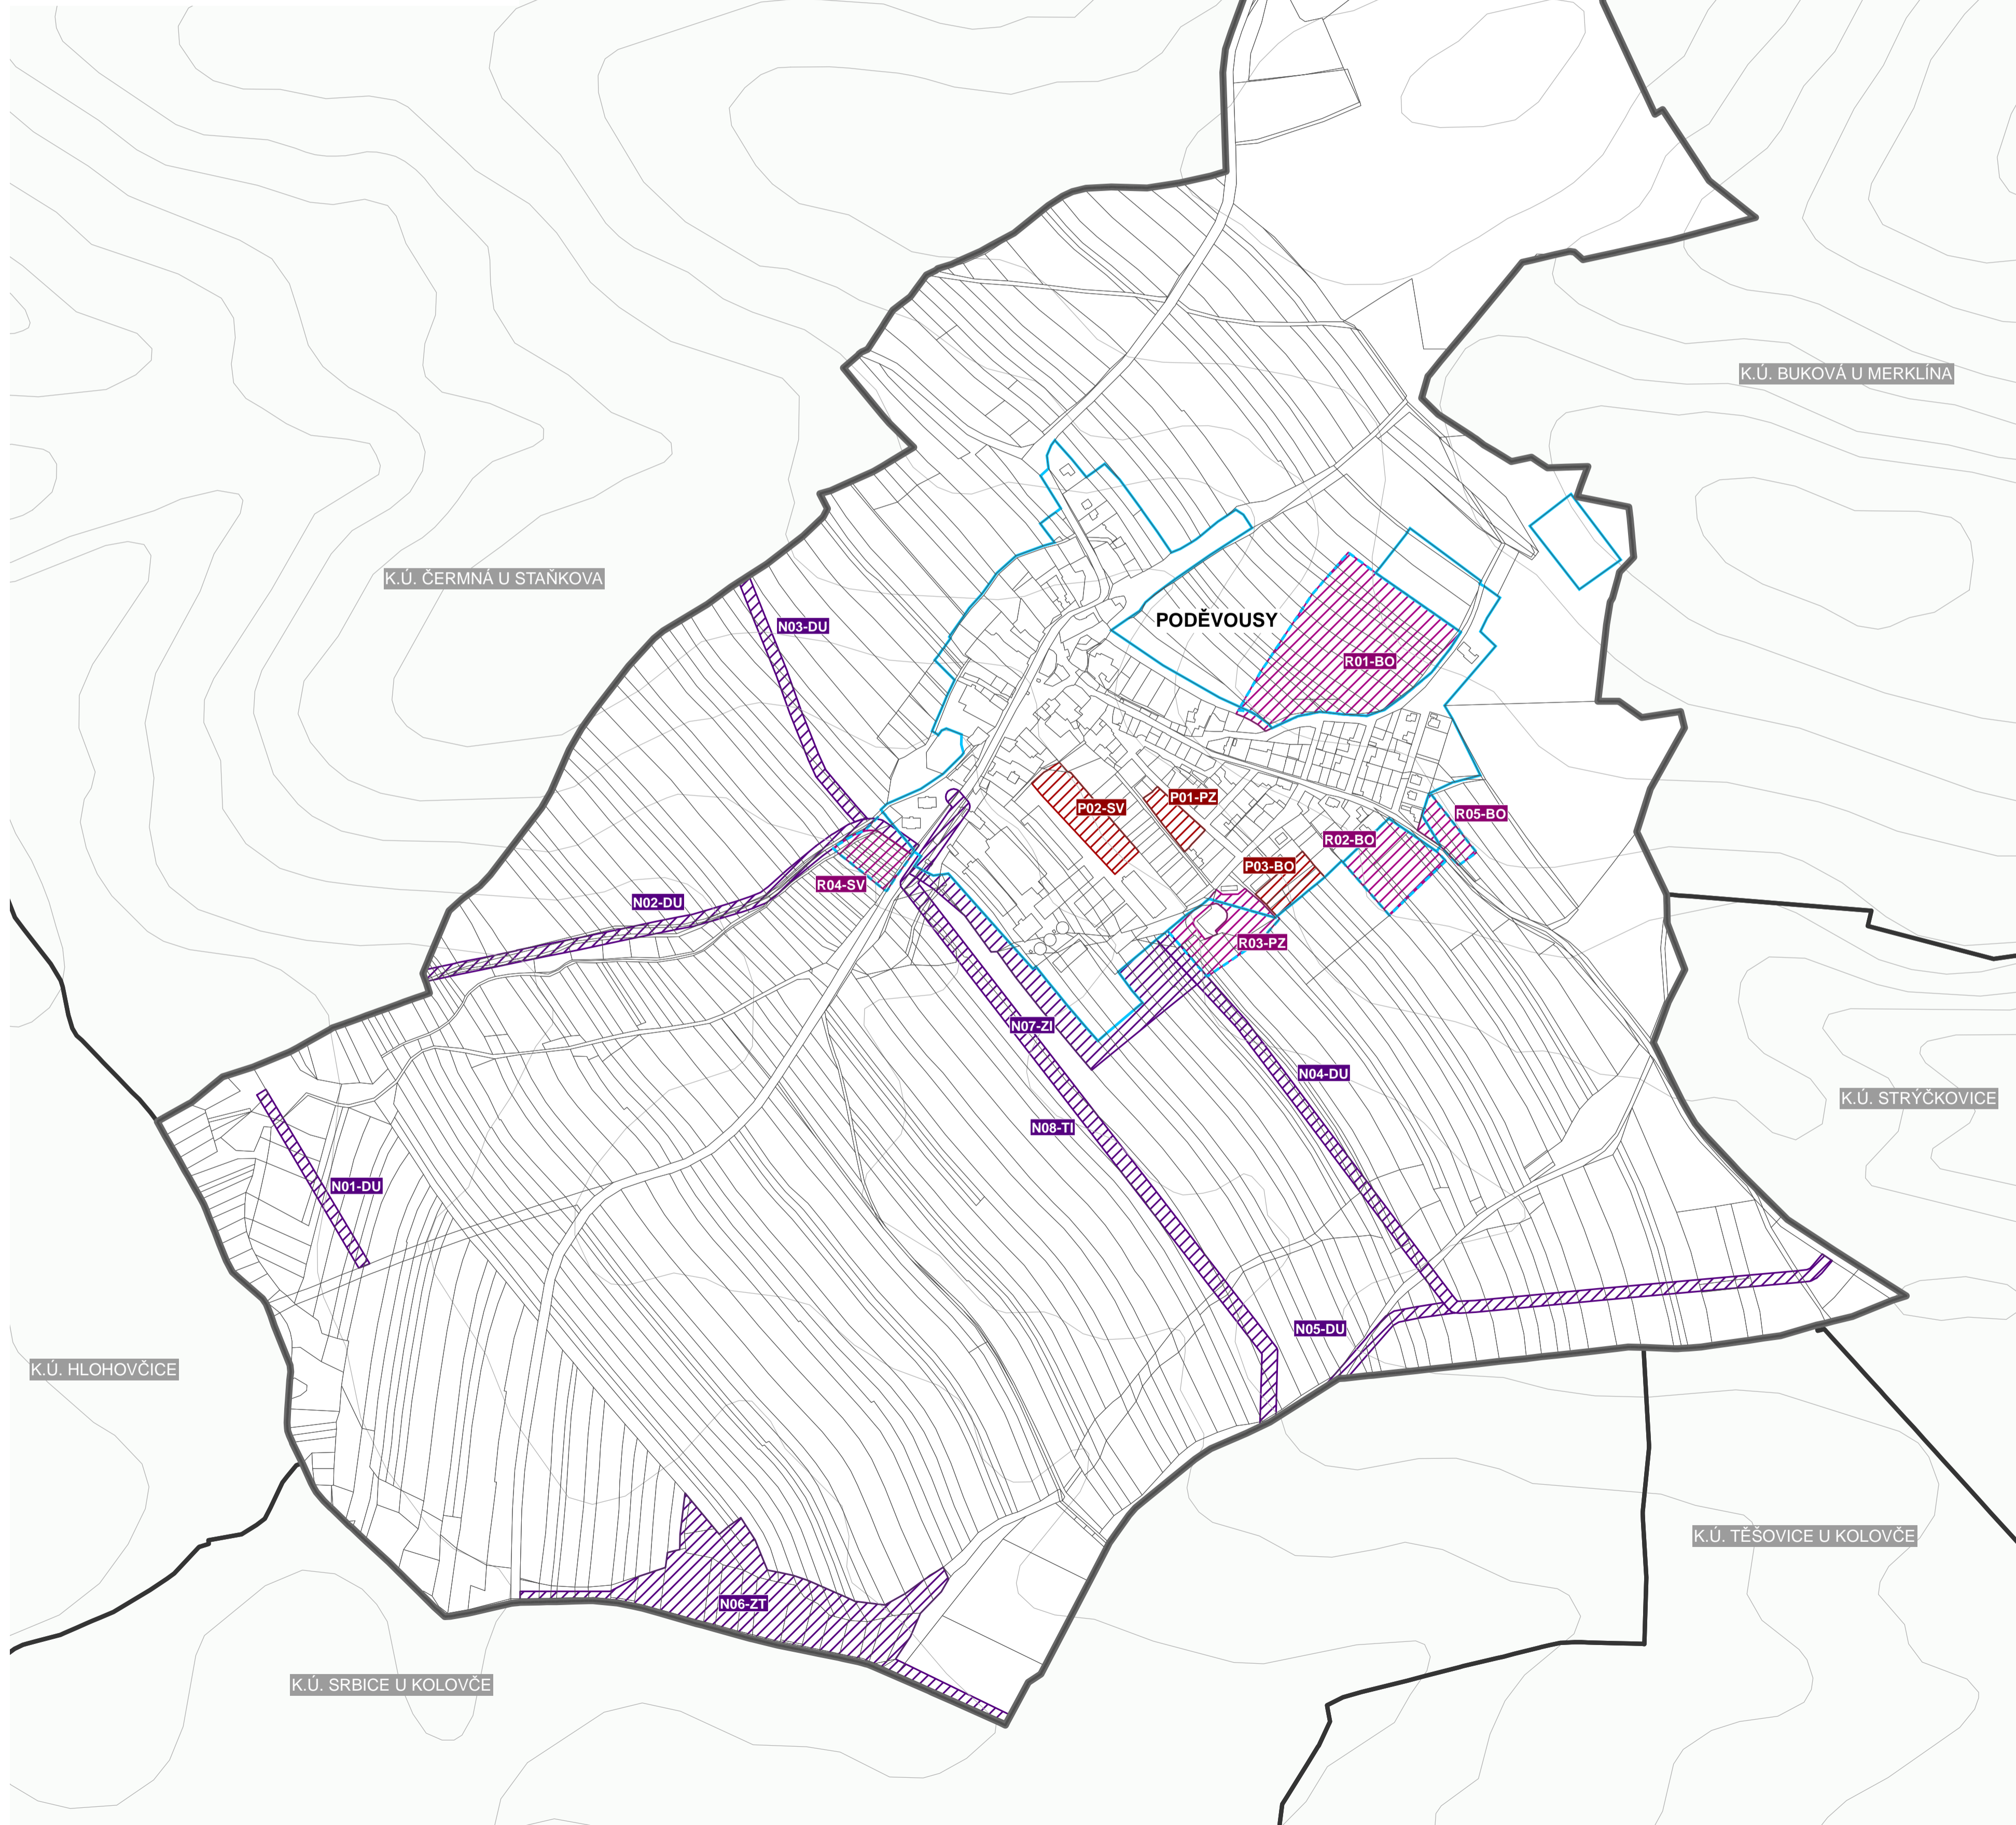 K.Ú. BUKOVÁ U MERKLÍNA
K.Ú. ČERMNÁ U STAŇKOVA
PODĚVOUSY
N03-DU
R01-BO
P01-PZ
P02-SV
R05-BO
R02-BO
P03-BO
R04-SV
N02-DU
R03-PZ
N07-ZI
N04-DU
K.Ú. STRÝČKOVICE
N08-TI
N01-DU
N05-DU
K.Ú. HLOHOVČICE
K.Ú. TĚŠOVICE U KOLOVČE
N06-ZT
K.Ú. SRBICE U KOLOVČE